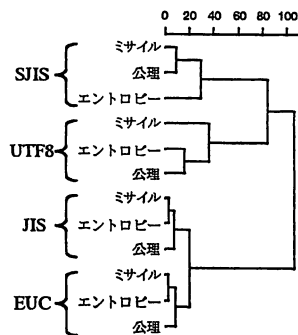 0 20 40 60 80 100
ミサイル
SJIS 公理
エントロピー
ミサイル
UTF8 エントロピー
公理
ミサイル
JIS エントロピー
公理
ミサイル
EUC エントロピー
公理